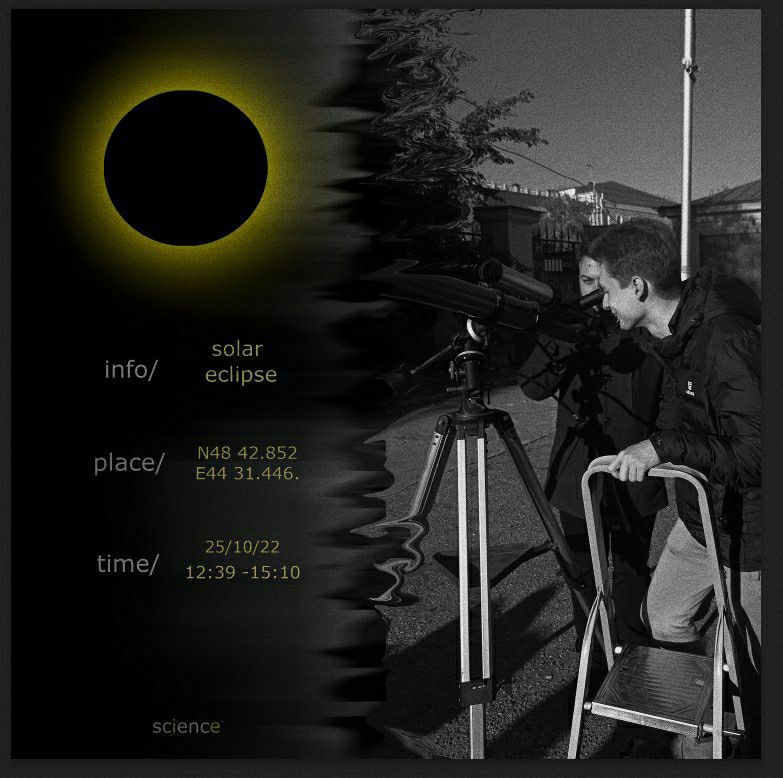 info/
solar
eclipse
place/
N48 42.852
E44 31.446.
time/
25/10/22
12:39 -15:10
science